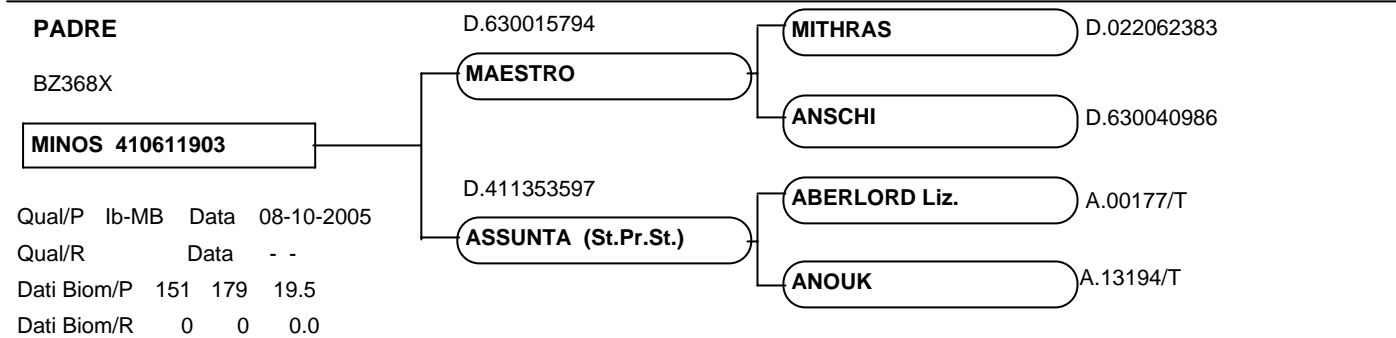 PADRE
BZ368X
MINOS 410611903
Qual/P Ib-MB Data 08-10-2005
Qual/R Data - -
Dati Biom/P 151 179 19.5
Dati Biom/R 0 0 0.0
D.630015794
MAESTRO
D.411353597
ASSUNTA (St.Pr.St.)
MITHRAS D.022062383
ANSCHI D.630040986
ABERLORD Liz. A.00177/T
ANOUK A.13194/T